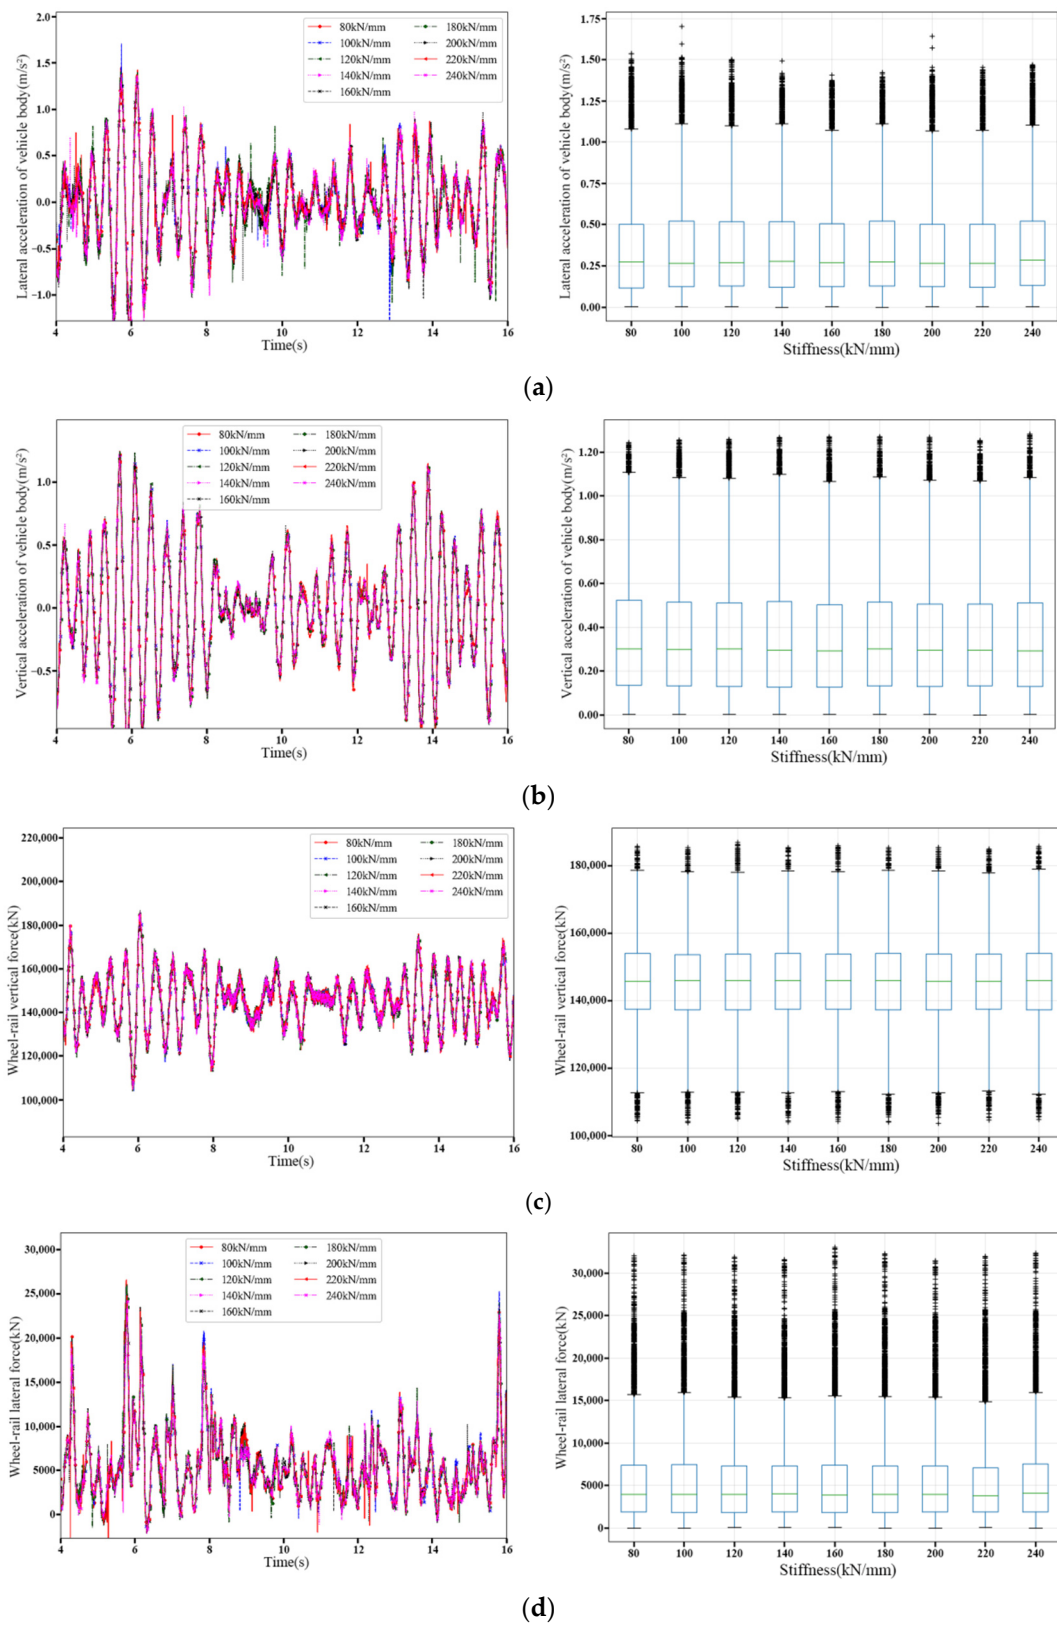 2.0
1.5
1.0
0.5
0.0
−0.5
−1.0
Lateral acceleration of vehicle body(m/s²)
80kN/mm
100kN/mm
120kN/mm
140kN/mm
160kN/mm
180kN/mm
200kN/mm
220kN/mm
240kN/mm
4 6 8 10 12 14 16
Time(s)
1.75
1.50
1.25
1.00
0.75
0.50
0.25
0.00
Lateral acceleration of vehicle body(m/s²)
80 100 120 140 160 180 200 220 240
Stiffness(kN/mm)
(a)
1.0
0.5
0.0
−0.5
Vertical acceleration of vehicle body(m/s²)
80kN/mm
100kN/mm
120kN/mm
140kN/mm
160kN/mm
180kN/mm
200kN/mm
220kN/mm
240kN/mm
4 6 8 10 12 14 16
Time(s)
1.20
1.00
0.80
0.60
0.40
0.20
0.00
Vertical acceleration of vehicle body(m/s²)
80 100 120 140 160 180 200 220 240
Stiffness(kN/mm)
(b)
220,000
200,000
180,000
160,000
140,000
120,000
100,000
Wheel-rail vertical force(kN)
80kN/mm
100kN/mm
120kN/mm
140kN/mm
160kN/mm
180kN/mm
200kN/mm
220kN/mm
240kN/mm
4 6 8 10 12 14 16
Time(s)
180,000
160,000
140,000
120,000
100,000
Wheel-rail vertical force(kN)
80 100 120 140 160 180 200 220 240
Stiffness(kN/mm)
(c)
30,000
25,000
20,000
15,000
10,000
5000
0
Wheel-rail lateral force(kN)
80kN/mm
100kN/mm
120kN/mm
140kN/mm
160kN/mm
180kN/mm
200kN/mm
220kN/mm
240kN/mm
4 6 8 10 12 14 16
Time(s)
30,000
25,000
20,000
15,000
10,000
5000
0
Wheel-rail lateral force(kN)
80 100 120 140 160 180 200 220 240
Stiffness(kN/mm)
(d)